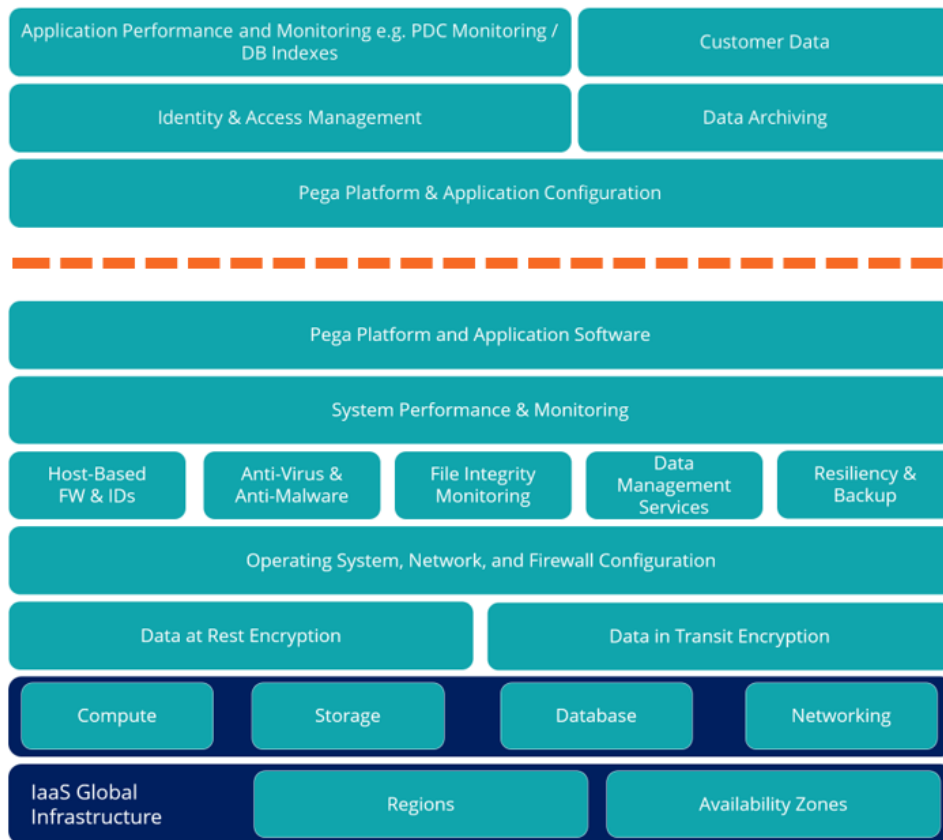 Application Performance and Monitoring e.g. PDC Monitoring /
DB Indexes
Customer Data
Identity & Access Management
Data Archiving
Pega Platform & Application Configuration
Pega Platform and Application Software
System Performance & Monitoring
Host-Based
FW & IDs
Anti-Virus &
Anti-Malware
File Integrity
Monitoring
Data
Management
Services
Resiliency &
Backup
Operating System, Network, and Firewall Configuration
Data at Rest Encryption
Data in Transit Encryption
Compute
Storage
Database
Networking
IaaS Global
Infrastructure
Regions
Availability Zones